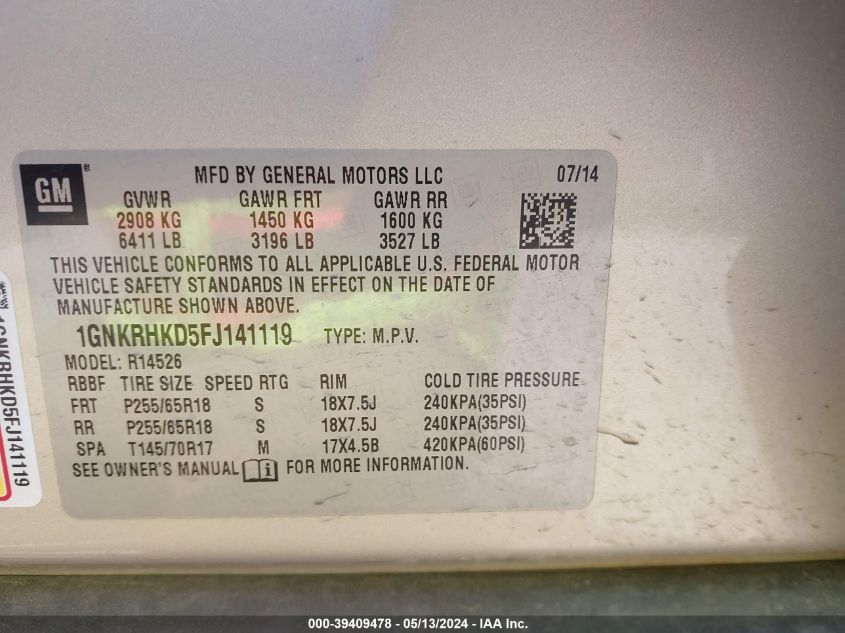 GM ®
MFD BY GENERAL MOTORS LLC 07/14
GVWR GAWR FRT GAWR RR
2908 KG 1450 KG 1600 KG
6411 LB 3196 LB 3527 LB
THIS VEHICLE CONFORMS TO ALL APPLICABLE U.S. FEDERAL MOTOR
VEHICLE SAFETY STANDARDS IN EFFECT ON THE DATE OF
MANUFACTURE SHOWN ABOVE.
1GNKRHKD5FJ141119 TYPE: M.P.V.
MODEL: R14526
RBBF TIRE SIZE SPEED RTG RIM COLD TIRE PRESSURE
FRT P255/65R18 S 18X7.5J 240KPA(35PSI)
RR P255/65R18 S 18X7.5J 240KPA(35PSI)
SPA T145/70R17 M 17X4.5B 420KPA(60PSI)
SEE OWNER'S MANUAL FOR MORE INFORMATION.
1GNKRHKD5FJ141119
000-39409478 - 05/13/2024 - IAA Inc.